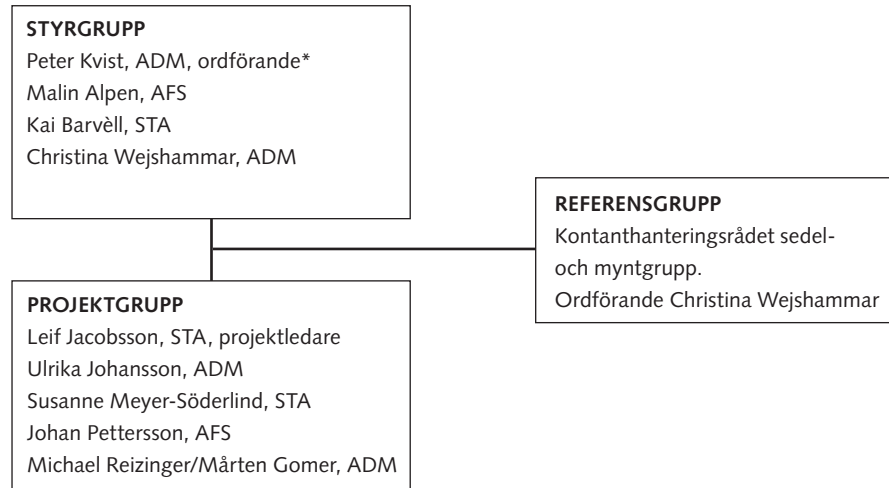 STYRGRUPP
Peter Kvist, ADM, ordförande*
Malin Alpen, AFS
Kai Barvèll, STA
Christina Wejshammar, ADM
REFERENSGRUPP
Kontanthanteringsrådet sedel-
och myntgrupp.
Ordförande Christina Wejshammar
PROJEKTGRUPP
Leif Jacobsson, STA, projektledare
Ulrika Johansson, ADM
Susanne Meyer-Söderlind, STA
Johan Pettersson, AFS
Michael Reizinger/Mårten Gomer, ADM